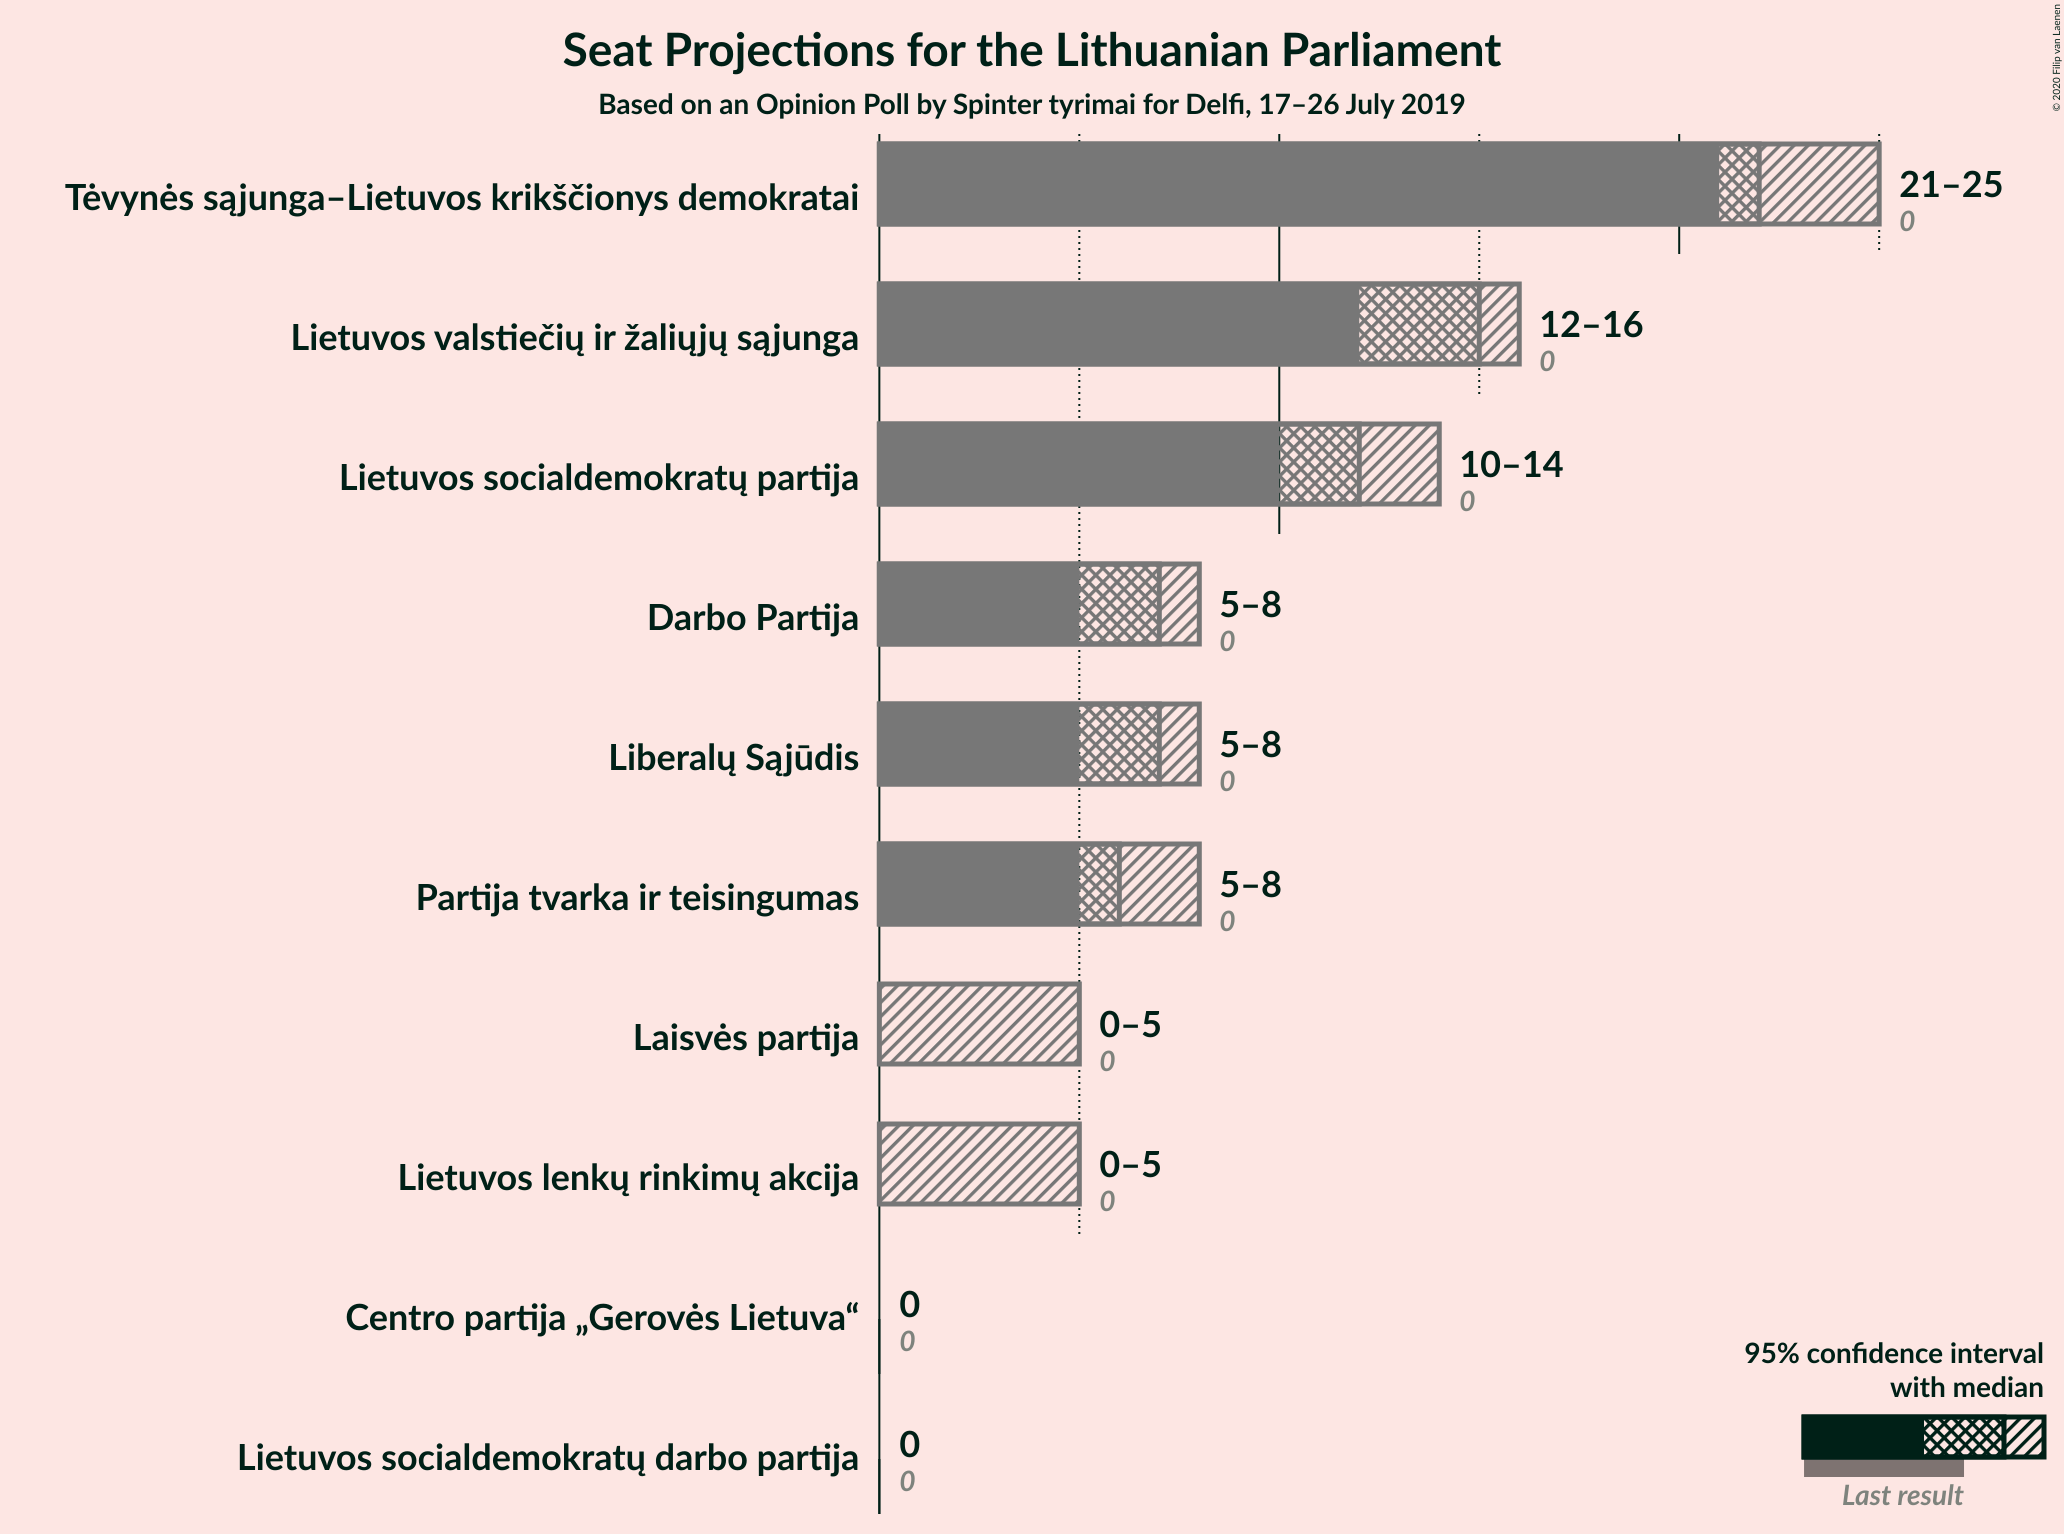 Seat Projections for the Lithuanian Parliament
Based on an Opinion Poll by Spinter tyrimai for Delfi, 17–26 July 2019
© 2020 Filip van Laenen
Tėvynės sąjunga–Lietuvos krikščionys demokratai
21–25
0
Lietuvos valstiečių ir žaliųjų sąjunga
12–16
0
Lietuvos socialdemokratų partija
10–14
0
Darbo Partija
5–8
0
Liberalų Sąjūdis
5–8
0
Partija tvarka ir teisingumas
5–8
0
Laisvės partija
0–5
0
Lietuvos lenkų rinkimų akcija
0–5
0
Centro partija „Gerovės Lietuva“
0
0
Lietuvos socialdemokratų darbo partija
0
0
95% confidence interval
with median
Last result